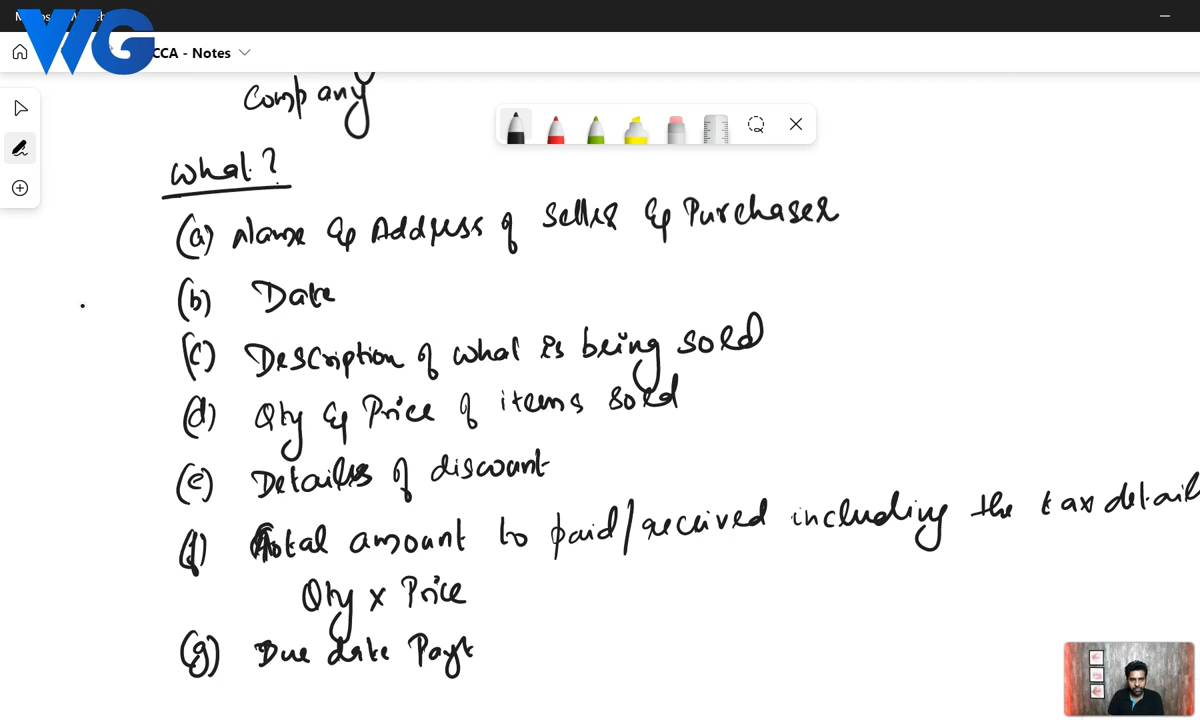 WG
CCA - Notes
Company
What?
(a) Name & Address of Seller & Purchaser
(b) Date
(c) Description of what is being sold
(d) Qty & Price of items sold
(e) Details of discount
(f) Total amount to paid/received including the tax detail
Qty x Price
(g) Due date Payt